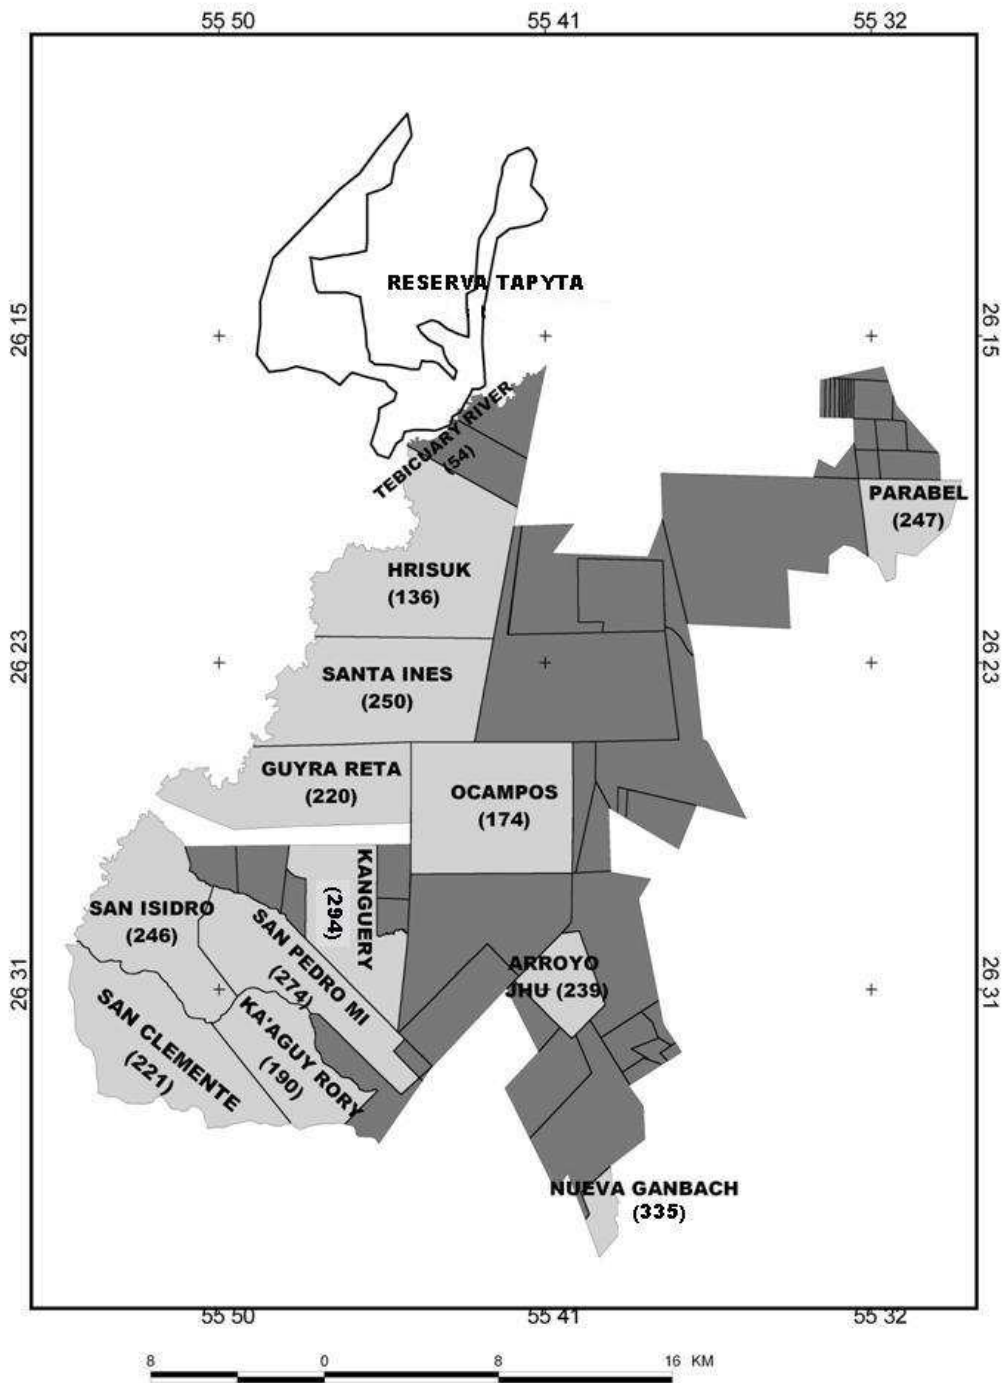 55 50 55 41 55 32
RESERVA TAPYTA
26 15 26 15
TEBICUARY RIVER
(54)
PARABEL
(247)
HRISUK
(136)
26 23 26 23
SANTA INES
(250)
GUYRA RETA
(220)
OCAMPOS
(174)
KANGUERY
(294)
SAN ISIDRO
(246)
SAN PEDRO MI
(274)
ARROYO
JHU (239)
26 31 26 31
SAN CLEMENTE
(221)
KA'AGUY RORY
(190)
NUEVA GANBACH
(335)
55 50 55 41 55 32
8 0 8 16 KM